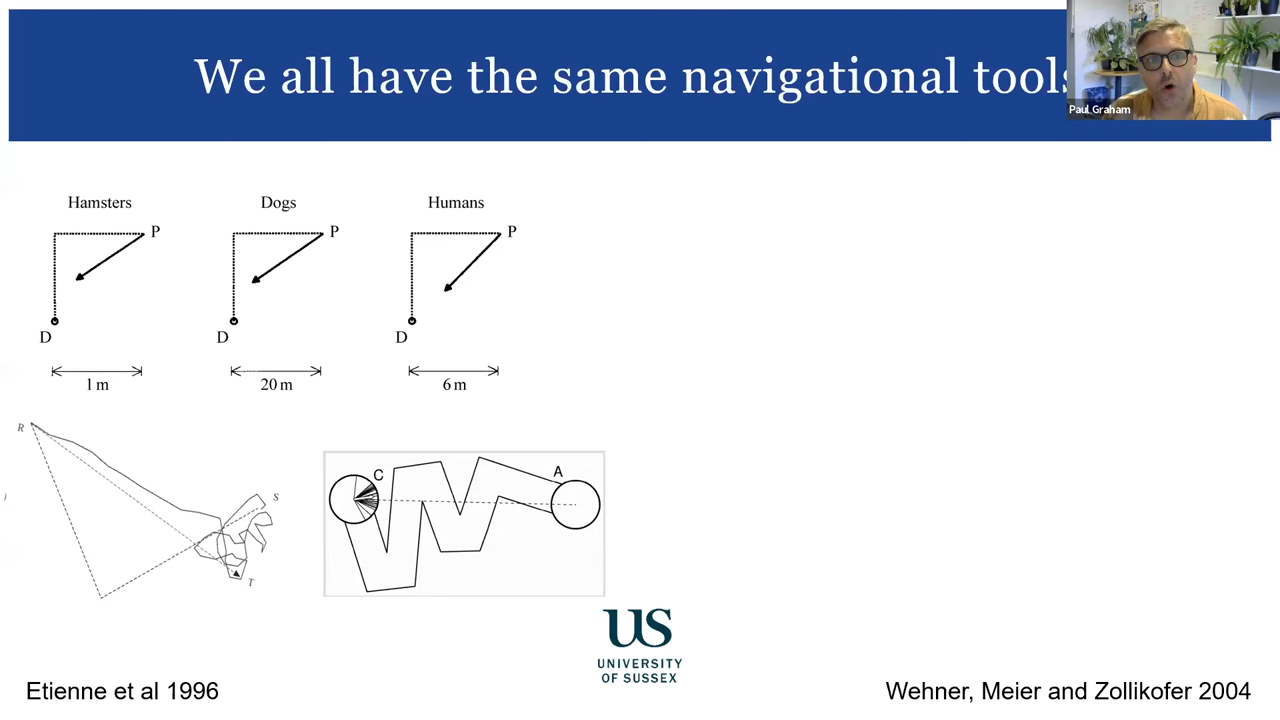 We all have the same navigational tools
Paul Graham
Hamsters
Dogs
Humans
P
P
P
D
D
D
1 m
20 m
6 m
R
S
T
C
A
US
UNIVERSITY
OF SUSSEX
Etienne et al 1996
Wehner, Meier and Zollikofer 2004